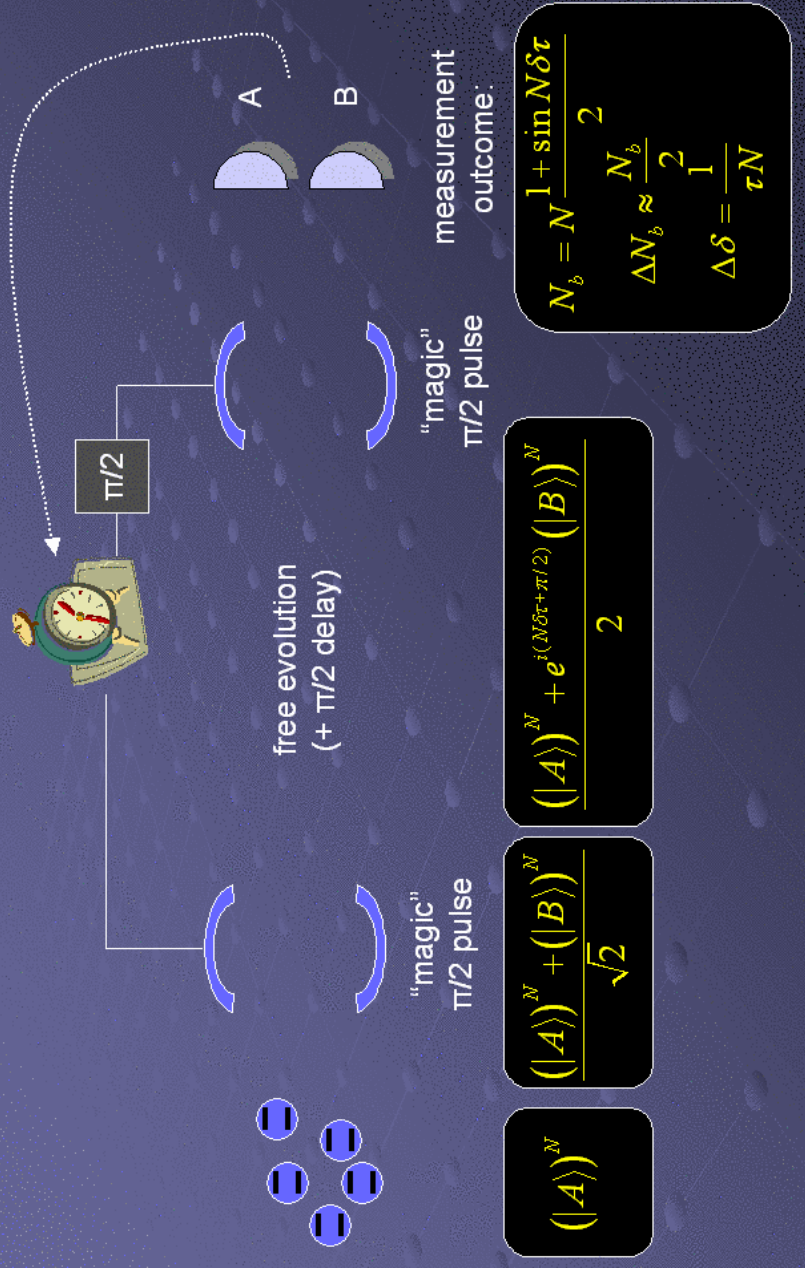 π/2
A
B
free evolution
(+ π/2 delay)
“magic”
π/2 pulse
“magic”
π/2 pulse
measurement
outcome:
(|A⟩)^N
((|A⟩)^N + (|B⟩)^N) / √2
((|A⟩)^N + e^{i(Nδτ+π/2)} (|B⟩)^N) / 2
N_b = N (1 + sin Nδτ) / 2
ΔN_b ≈ N_b / 2
Δδ = 1 / τN